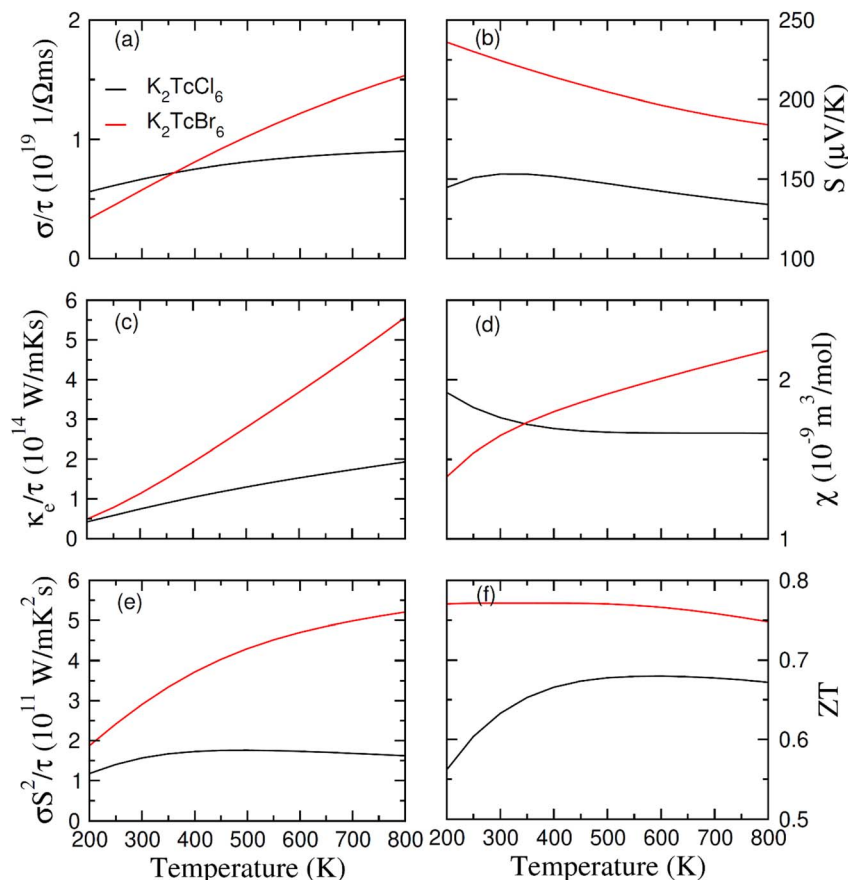 (a)
K2TcCl6
K2TcBr6
σ/τ (10^19 1/Ωms)
2
1
0
(b)
S (μV/K)
250
200
150
100
(c)
κe/τ (10^14 W/mKs)
6
5
4
3
2
1
0
(d)
χ (10^-9 m^3/mol)
2
1
(e)
σS^2/τ (10^11 W/mK^2s)
6
5
4
3
2
1
0
200 300 400 500 600 700 800
Temperature (K)
(f)
ZT
0.8
0.7
0.6
0.5
200 300 400 500 600 700 800
Temperature (K)